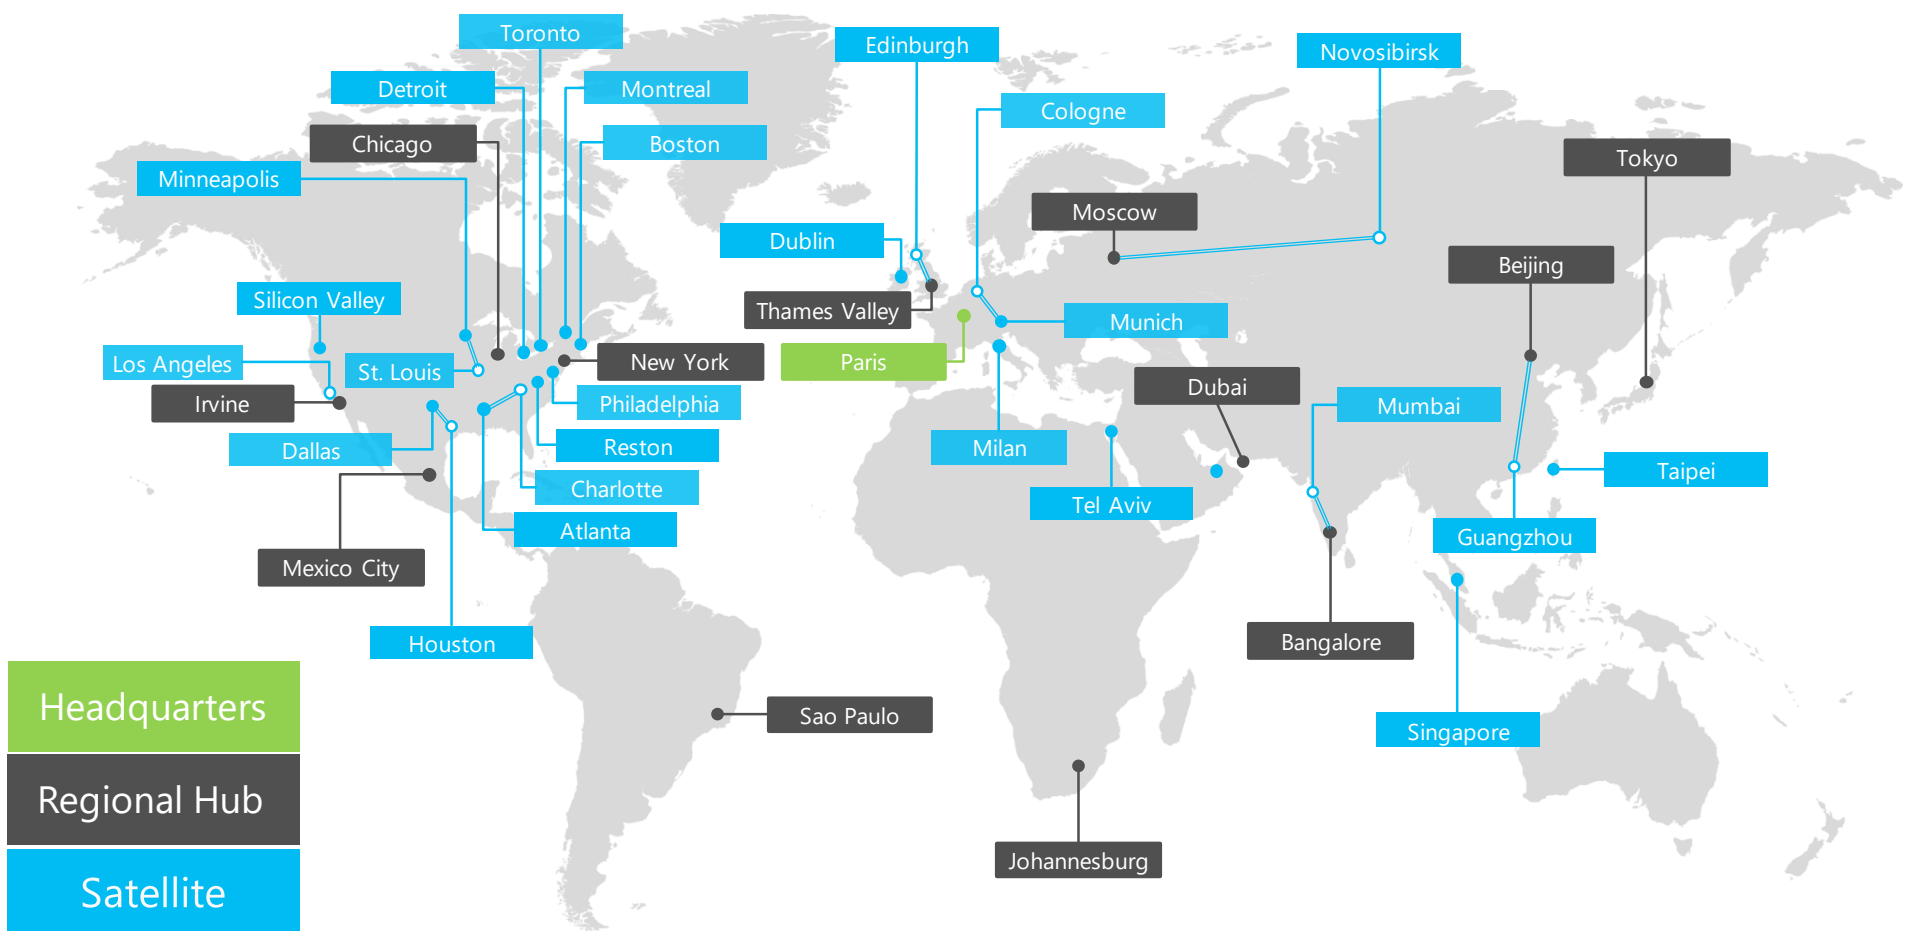 Toronto
Edinburgh
Novosibirsk
Detroit
Montreal
Cologne
Chicago
Boston
Tokyo
Minneapolis
Moscow
Dublin
Beijing
Silicon Valley
Thames Valley
Munich
Los Angeles
St. Louis
New York
Paris
Dubai
Irvine
Philadelphia
Mumbai
Dallas
Reston
Milan
Taipei
Charlotte
Tel Aviv
Atlanta
Guangzhou
Mexico City
Houston
Bangalore
Headquarters
Sao Paulo
Singapore
Regional Hub
Johannesburg
Satellite